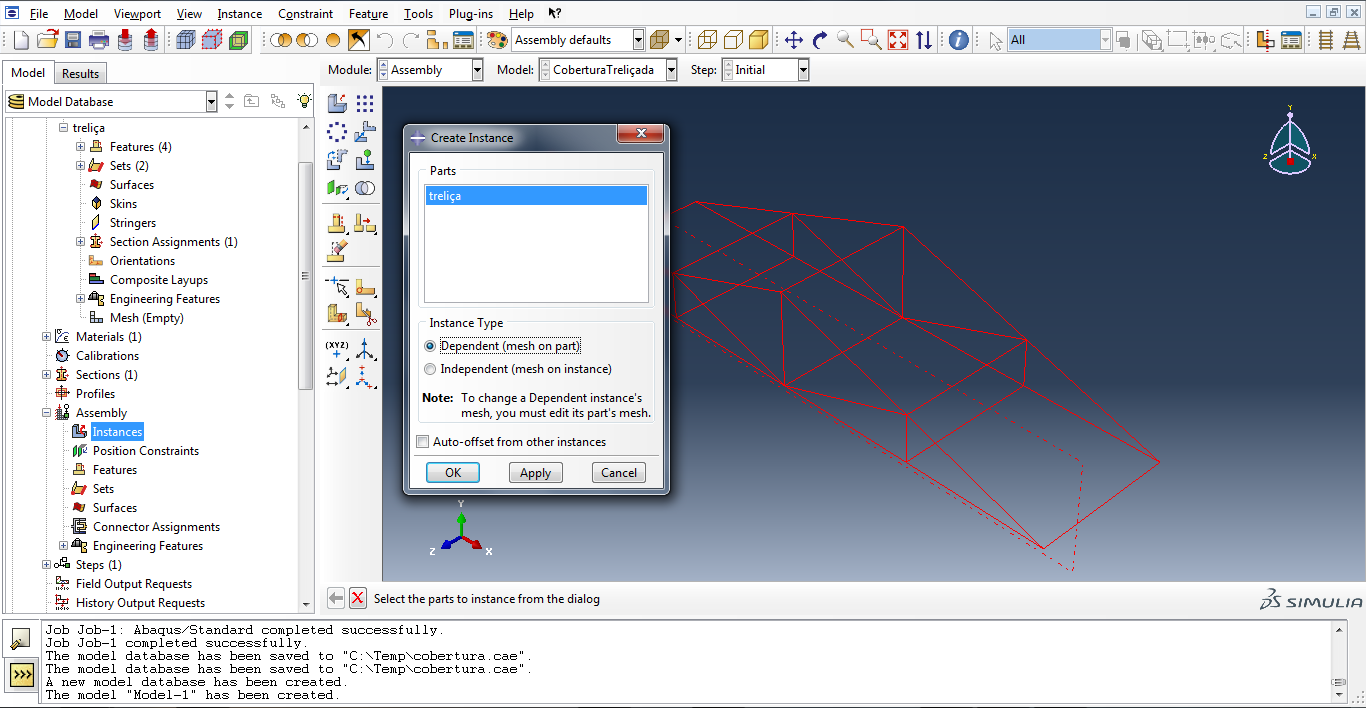 File Model Viewport View Instance Constraint Feature Tools Plug-ins Help
Assembly defaults All
Model Results Module: Assembly Model: CoberturaTreliçada Step: Initial
Model Database
treliça
Features (4)
Sets (2)
Surfaces
Skins
Stringers
Section Assignments (1)
Orientations
Composite Layups
Engineering Features
Mesh (Empty)
Materials (1)
Calibrations
Sections (1)
Profiles
Assembly
Instances
Position Constraints
Features
Sets
Surfaces
Connector Assignments
Engineering Features
Steps (1)
Field Output Requests
History Output Requests
(XYZ)
Create Instance
Parts
treliça
Instance Type
Dependent (mesh on part)
Independent (mesh on instance)
Note: To change a Dependent instance's
mesh, you must edit its part's mesh.
Auto-offset from other instances
OK Apply Cancel
Y
Z X
Y
Z X
Select the parts to instance from the dialog
SIMULIA
Job Job-1: Abaqus/Standard completed successfully.
Job Job-1 completed successfully.
The model database has been saved to "C:\Temp\cobertura.cae".
The model database has been saved to "C:\Temp\cobertura.cae".
A new model database has been created.
The model "Model-1" has been created.